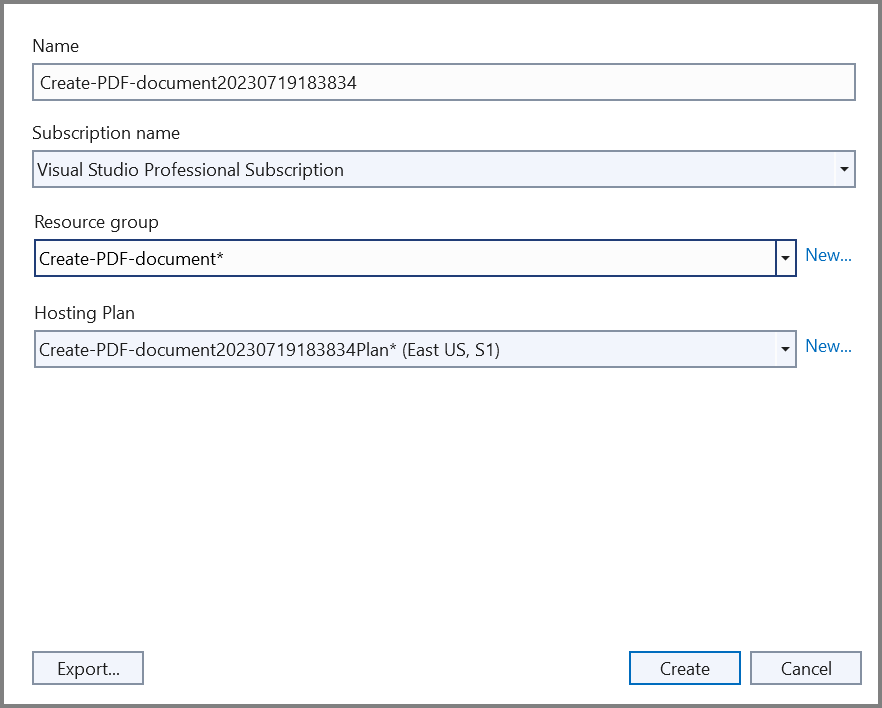 Name
Create-PDF-document20230719183834
Subscription name
Visual Studio Professional Subscription
Resource group
Create-PDF-document*
New...
Hosting Plan
Create-PDF-document20230719183834Plan* (East US, S1)
New...
Export... Create Cancel